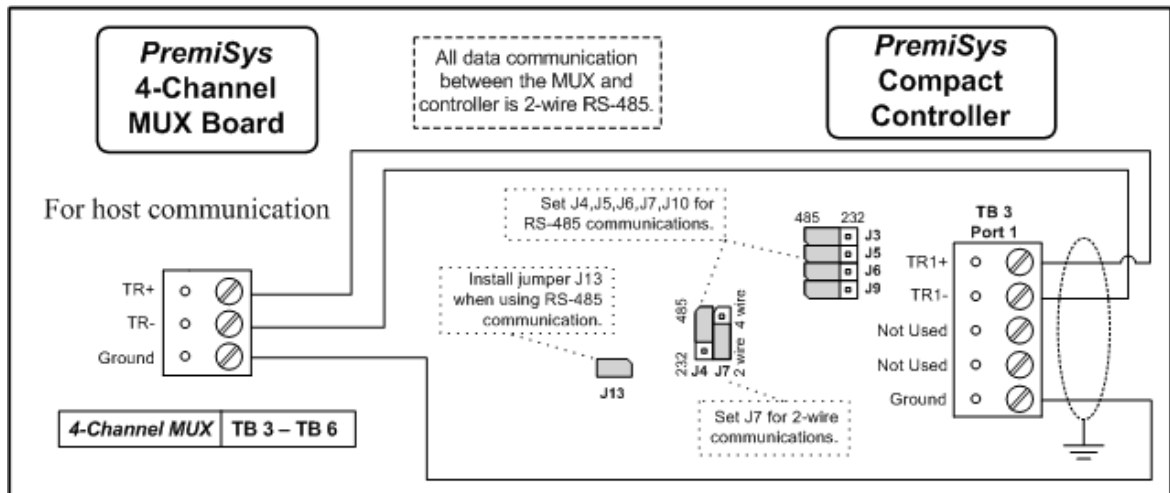 PremiSys
4-Channel
MUX Board
All data communication
between the MUX and
controller is 2-wire RS-485.
PremiSys
Compact
Controller
For host communication
Set J4,J5,J6,J7,J10 for
RS-485 communications.
485 232
J3
J5
J6
J9
TB 3
Port 1
TR1+
TR1-
Not Used
Not Used
Ground
TR+
TR-
Ground
Install jumper J13
when using RS-485
communication.
J13
485
232
J4
J7
2 wire 4 wire
Set J7 for 2-wire
communications.
4-Channel MUX TB 3 – TB 6